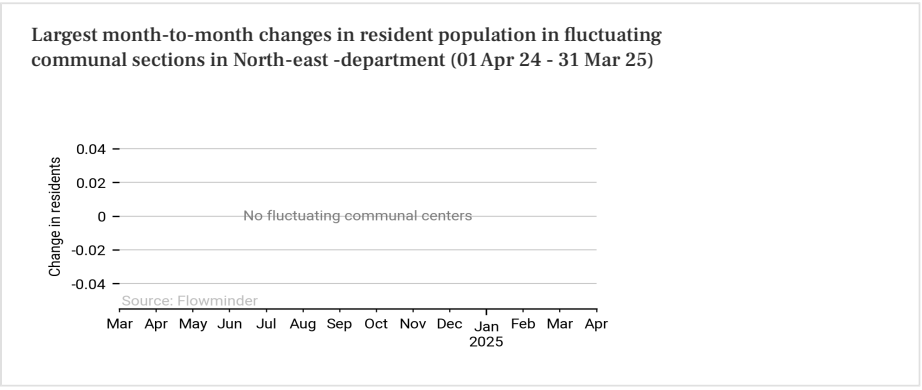 Largest month-to-month changes in resident population in fluctuating
communal sections in North-east -department (01 Apr 24 - 31 Mar 25)
Change in residents
0.04
0.02
0
-0.02
-0.04
No fluctuating communal centers
Source: Flowminder
Mar Apr May Jun Jul Aug Sep Oct Nov Dec Jan Feb Mar Apr
2025